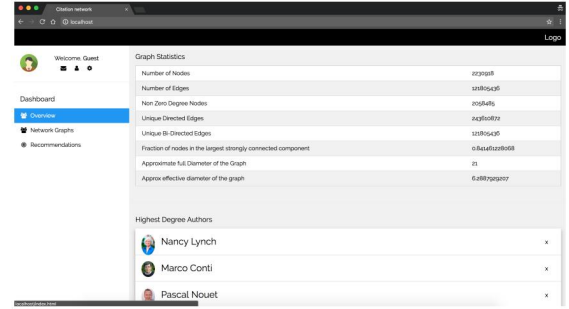 Citation network
localhost
Logo
Welcome, Guest
Dashboard
Overview
Network Graphs
Recommendations
Graph Statistics
Number of Nodes 2230918
Number of Edges 121805436
Non Zero Degree Nodes 2058485
Unique Directed Edges 243610872
Unique Bi-Directed Edges 121805436
Fraction of nodes in the largest strongly connected component 0.841461228068
Approximate full Diameter of the Graph 21
Approx effective diameter of the graph 6.2887929207
Highest Degree Authors
Nancy Lynch x
Marco Conti x
Pascal Nouet x
localhost/index.html